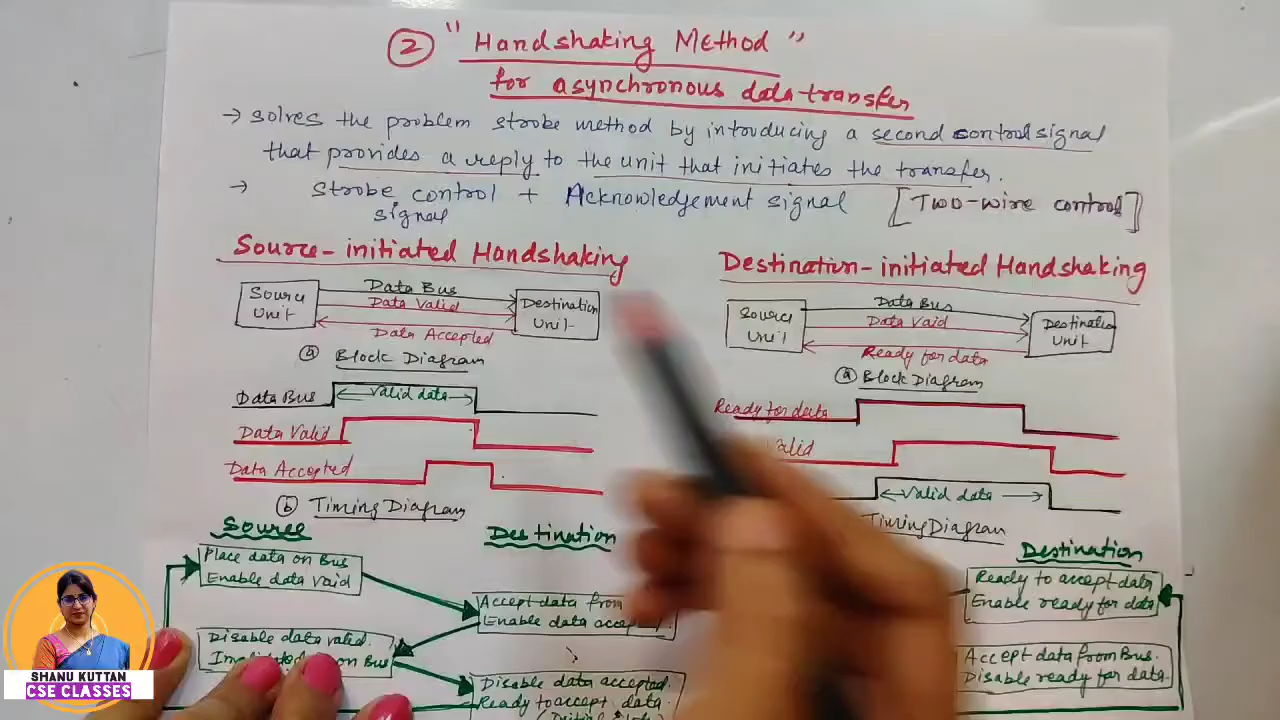 ② "Handshaking Method"
for asynchronous data transfer
→ solves the problem strobe method by introducing a second control signal
that provides a reply to the unit that initiates the transfer.
→ Strobe control + Acknowledgement signal [Two-wire control]
signal
Source-initiated Handshaking
Source Unit
Data Bus
Data Valid
Data Accepted
Destination Unit
ⓐ Block Diagram
Data Bus
Valid data
Data Valid
Data Accepted
ⓑ Timing Diagram
Source
Destination
Place data on Bus
Enable data vaid
Accept data from
Enable data
Disable data valid.
on Bus
Disable data accepted.
Ready to accept data.
Destination-initiated Handshaking
Source Unit
Data Bus
Data Vaid
Ready for data
Destination Unit
ⓐ Block Diagram
Ready for data
Valid
Valid data
Timing Diagram
Destination
Ready to accept data
Enable ready for data
Accept data from Bus.
Disable ready for data.
SHANU KUTTAN
CSE CLASSES